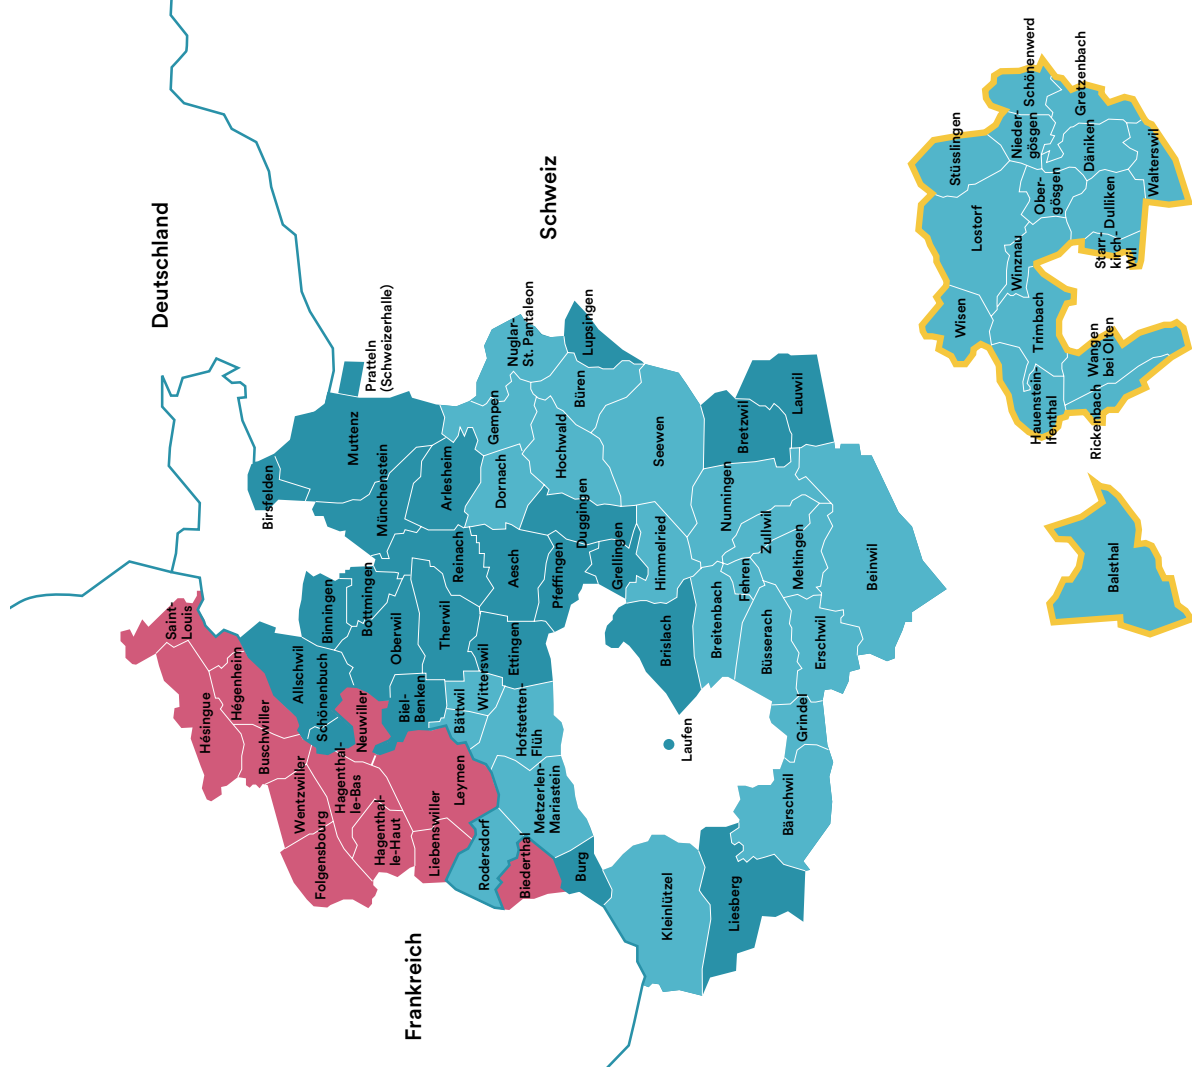 Deutschland
Schweiz
Frankreich
Pratteln
(Schweizerhalle)
Birsfelden
Muttenz
Münchenstein
Arlesheim
Gempen
Nuglar-
St. Pantaleon
Lupsingen
Büren
Hochwald
Dornach
Seewen
Bretzwil
Lauwil
Nunningen
Zullwil
Meltingen
Beinwil
Duggingen
Grellingen
Himmelried
Reinach
Aesch
Pfeffingen
Binningen
Bottmingen
Oberwil
Therwil
Ettingen
Witterswil
Bättwil
Biel-
Benken
Allschwil
Schönenbuch
Hofstetten-
Flüh
Metzerlen-
Mariastein
Rodersdorf
Burg
Brislach
Breitenbach
Fehren
Büsserach
Erschwil
Grindel
Bärschwil
Laufen
Kleinlützel
Liesberg
Saint-
Louis
Hégenheim
Hésingue
Buschwiller
Neuwiller
Wentzwiller
Hagenthal-
le-Bas
Folgensbourg
Hagenthal-
le-Haut
Leymen
Liebenswiller
Biederthal
Stüsslingen
Nieder-
gösgen
Schönenwerd
Gretzenbach
Däniken
Walterswil
Lostorf
Ober-
gösgen
Dulliken
Starr-
kirch-
Wil
Winznau
Wisen
Trimbach
Hauenstein-
Ifenthal
Wangen
bei Olten
Rickenbach
Balsthal